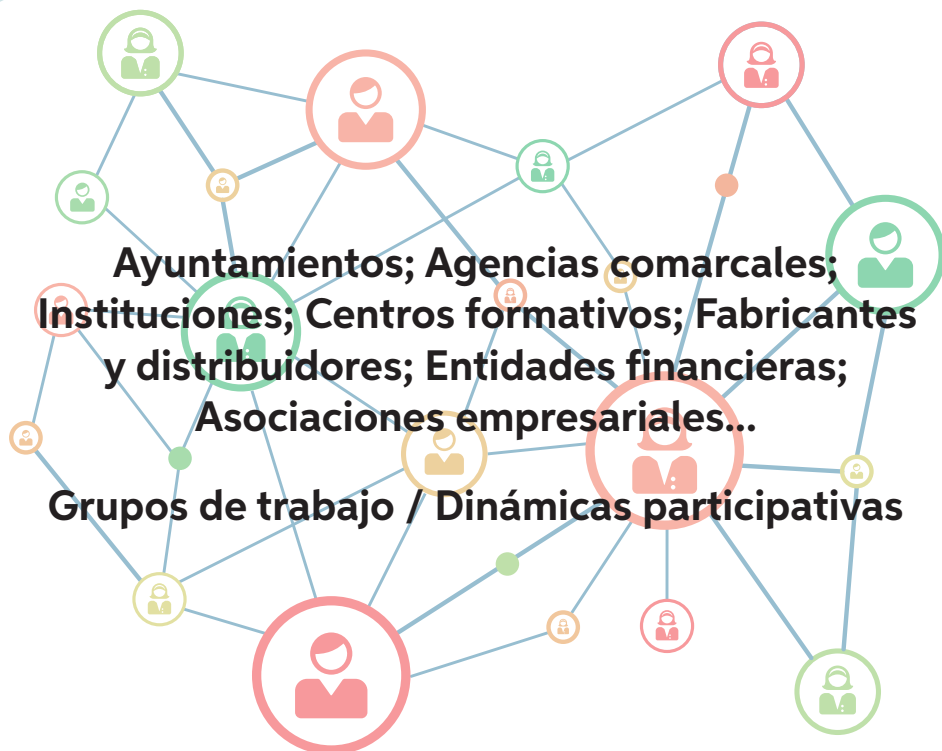 Ayuntamientos; Agencias comarcales;
Instituciones; Centros formativos; Fabricantes
y distribuidores; Entidades financieras;
Asociaciones empresariales...
Grupos de trabajo / Dinámicas participativas